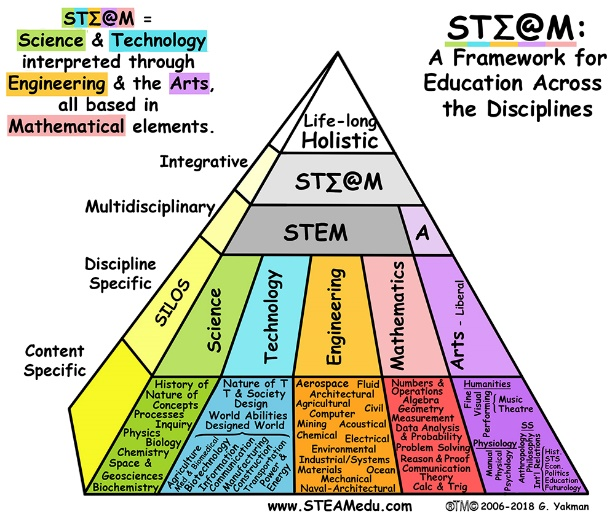 STΣ@M =
Science & Technology
interpreted through
Engineering & the Arts,
all based in
Mathematical elements.
STΣ@M:
A Framework for
Education Across
the Disciplines
Life-long
Holistic
Integrative
STΣ@M
Multidisciplinary
STEM
A
Discipline
Specific
SILOS
Science
Technology
Engineering
Mathematics
Arts - Liberal
Content
Specific
History of
Nature of
Concepts
Processes
Inquiry
Physics
Biology
Chemistry
Space &
Geosciences
Biochemistry
Nature of T
T & Society
Design
World Abilities
Designed World
Agriculture
Med & Biomedical
Biotechnology
Information
Communication
Manufacturing
Construction
Transportation
Power &
Energy
Aerospace Fluid
Architectural
Agricultural Civil
Computer
Mining Acoustical
Chemical Electrical
Environmental
Industrial/Systems
Materials Ocean
Mechanical
Naval-Architectural
Numbers &
Operations
Algebra
Geometry
Measurement
Data Analysis
& Probability
Problem Solving
Reason & Proof
Communication
Theory
Calc & Trig
Humanities
Fine
Visual
Performing
Music
Theatre
Physiology
Manual
Physical
Psychology
SS
Anthropology
Philosophy
Int'l Relations
Hist.
STS
Econ.
Politics
Education
Futurology
www.STEAMedu.com
®TM© 2006-2018 G. Yakman